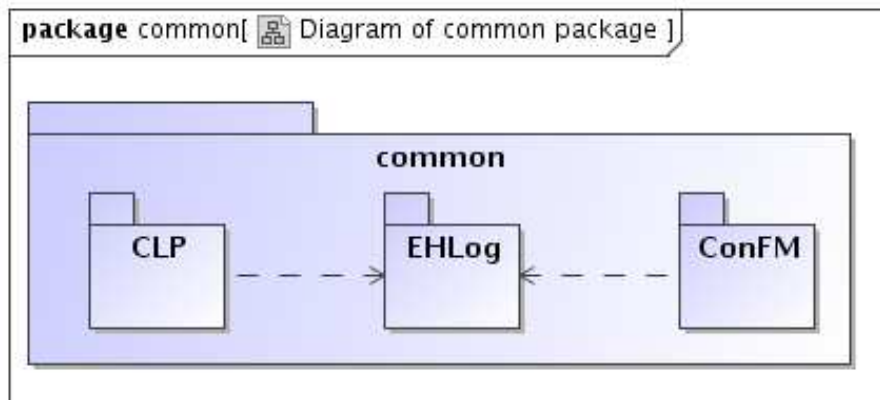 package common[ Diagram of common package ]
common
CLP EHLog ConFM